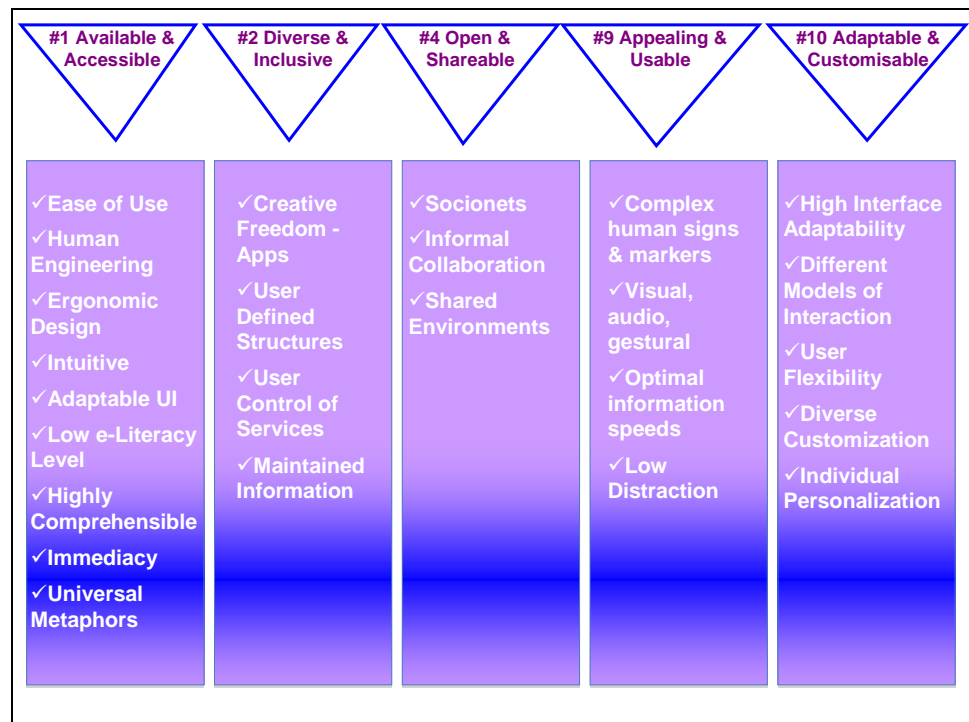 #1 Available &
Accessible
#2 Diverse &
Inclusive
#4 Open &
Shareable
#9 Appealing &
Usable
#10 Adaptable &
Customisable
✓Ease of Use
✓Human
Engineering
✓Ergonomic
Design
✓Intuitive
✓Adaptable UI
✓Low e-Literacy
Level
✓Highly
Comprehensible
✓Immediacy
✓Universal
Metaphors
✓Creative
Freedom -
Apps
✓User
Defined
Structures
✓User
Control of
Services
✓Maintained
Information
✓Socionets
✓Informal
Collaboration
✓Shared
Environments
✓Complex
human signs
& markers
✓Visual,
audio,
gestural
✓Optimal
information
speeds
✓Low
Distraction
✓High Interface
Adaptability
✓Different
Models of
Interaction
✓User
Flexibility
✓Diverse
Customization
✓Individual
Personalization